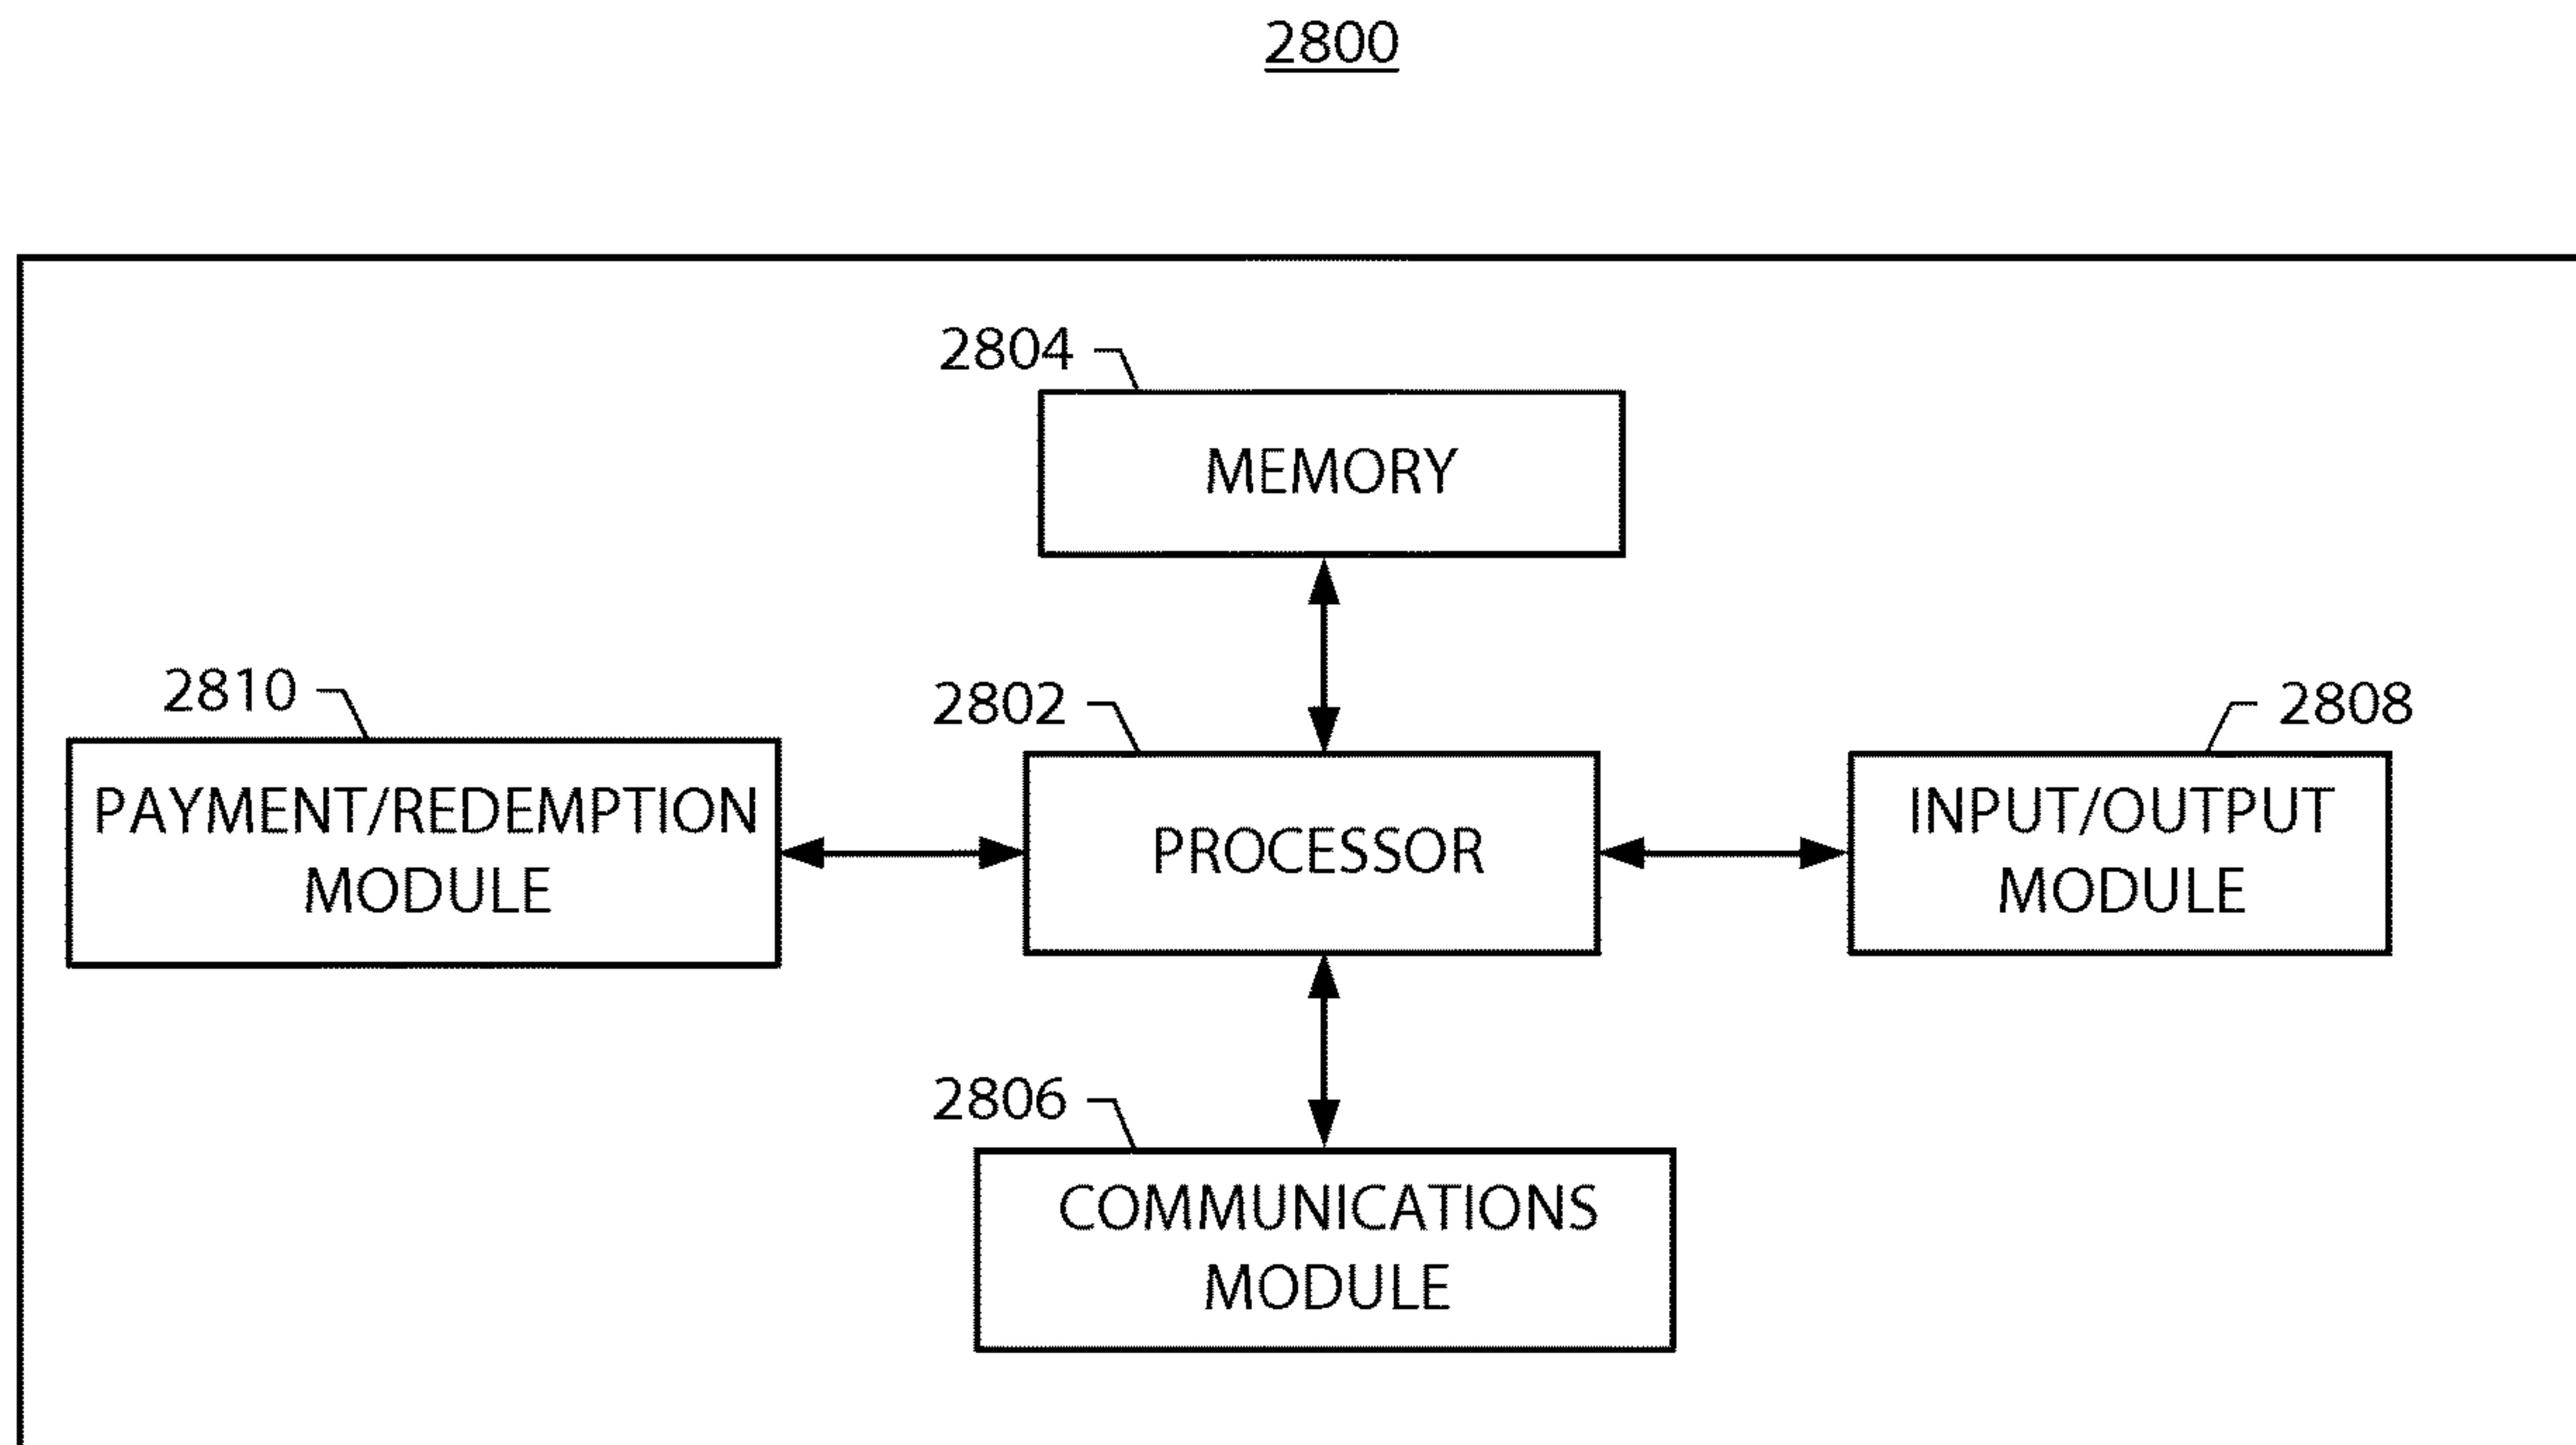 2800
2804
MEMORY
2810
2802
2808
PAYMENT/REDEMPTION
MODULE
PROCESSOR
INPUT/OUTPUT
MODULE
2806
COMMUNICATIONS
MODULE